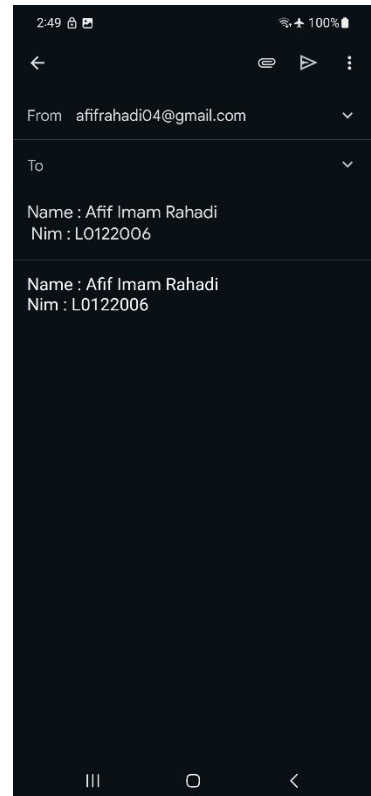 2:49 100%
From afifrahadi04@gmail.com
To
Name : Afif Imam Rahadi
Nim : L0122006
Name : Afif Imam Rahadi
Nim : L0122006